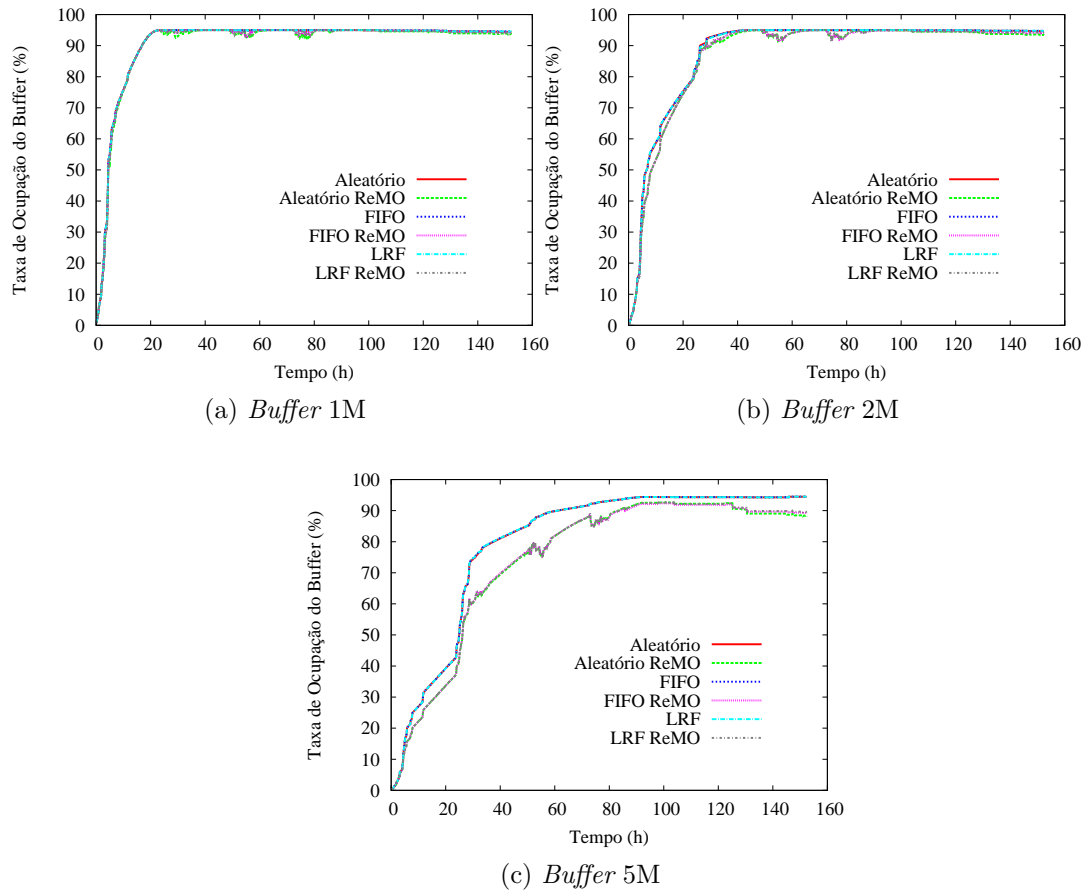 Taxa de Ocupação do Buffer (%)
100
90
80
70
60
50
40
30
20
10
0
Aleatório
Aleatório ReMO
FIFO
FIFO ReMO
LRF
LRF ReMO
0 20 40 60 80 100 120 140 160
Tempo (h)
(a) Buffer 1M
Taxa de Ocupação do Buffer (%)
100
90
80
70
60
50
40
30
20
10
0
Aleatório
Aleatório ReMO
FIFO
FIFO ReMO
LRF
LRF ReMO
0 20 40 60 80 100 120 140 160
Tempo (h)
(b) Buffer 2M
Taxa de Ocupação do Buffer (%)
100
90
80
70
60
50
40
30
20
10
0
Aleatório
Aleatório ReMO
FIFO
FIFO ReMO
LRF
LRF ReMO
0 20 40 60 80 100 120 140 160
Tempo (h)
(c) Buffer 5M